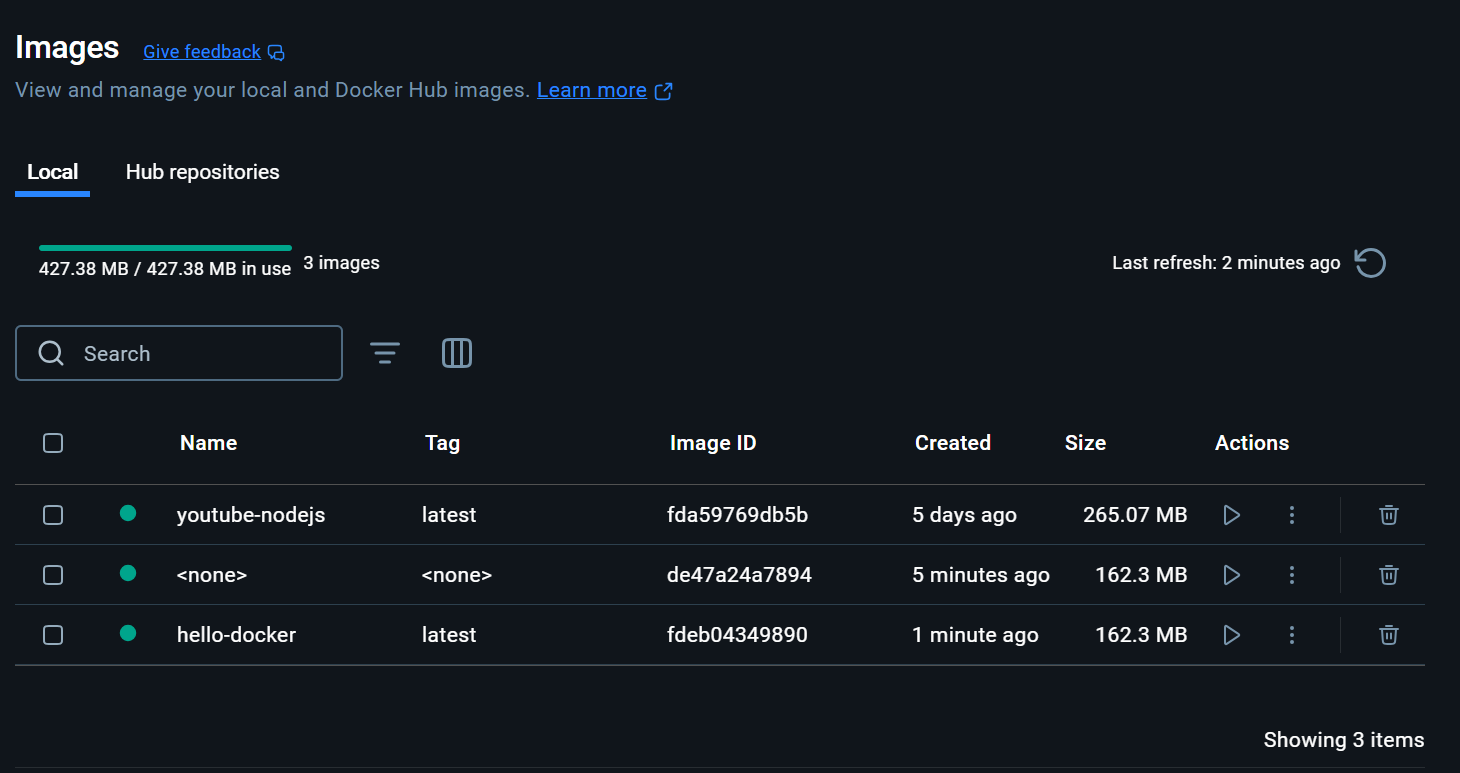 Images Give feedback
View and manage your local and Docker Hub images. Learn more
Local Hub repositories
427.38 MB / 427.38 MB in use 3 images Last refresh: 2 minutes ago
Search
Name Tag Image ID Created Size Actions
youtube-nodejs latest fda59769db5b 5 days ago 265.07 MB
<none> <none> de47a24a7894 5 minutes ago 162.3 MB
hello-docker latest fdeb04349890 1 minute ago 162.3 MB
Showing 3 items